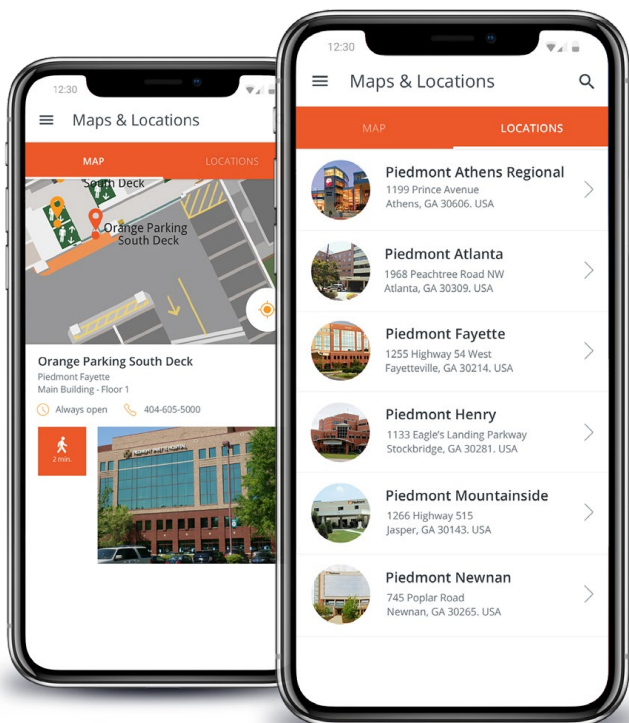 12:30
Maps & Locations
MAP
LOCATIONS
South Deck
Orange Parking
South Deck
Orange Parking South Deck
Piedmont Fayette
Main Building - Floor 1
Always open
404-605-5000
2 min.
12:30
Maps & Locations
MAP
LOCATIONS
Piedmont Athens Regional
1199 Prince Avenue
Athens, GA 30606. USA
Piedmont Atlanta
1968 Peachtree Road NW
Atlanta, GA 30309. USA
Piedmont Fayette
1255 Highway 54 West
Fayetteville, GA 30214. USA
Piedmont Henry
1133 Eagle's Landing Parkway
Stockbridge, GA 30281. USA
Piedmont Mountainside
1266 Highway 515
Jasper, GA 30143. USA
Piedmont Newnan
745 Poplar Road
Newnan, GA 30265. USA